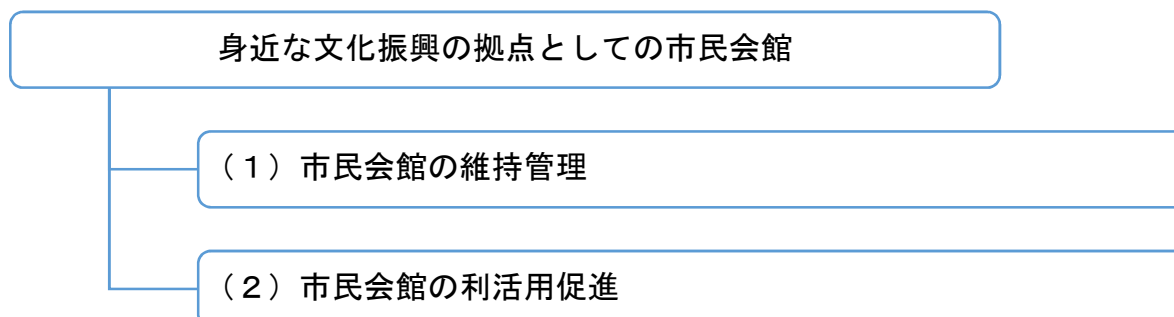 身近な文化振興の拠点としての市民会館
（１）市民会館の維持管理
（２）市民会館の利活用促進